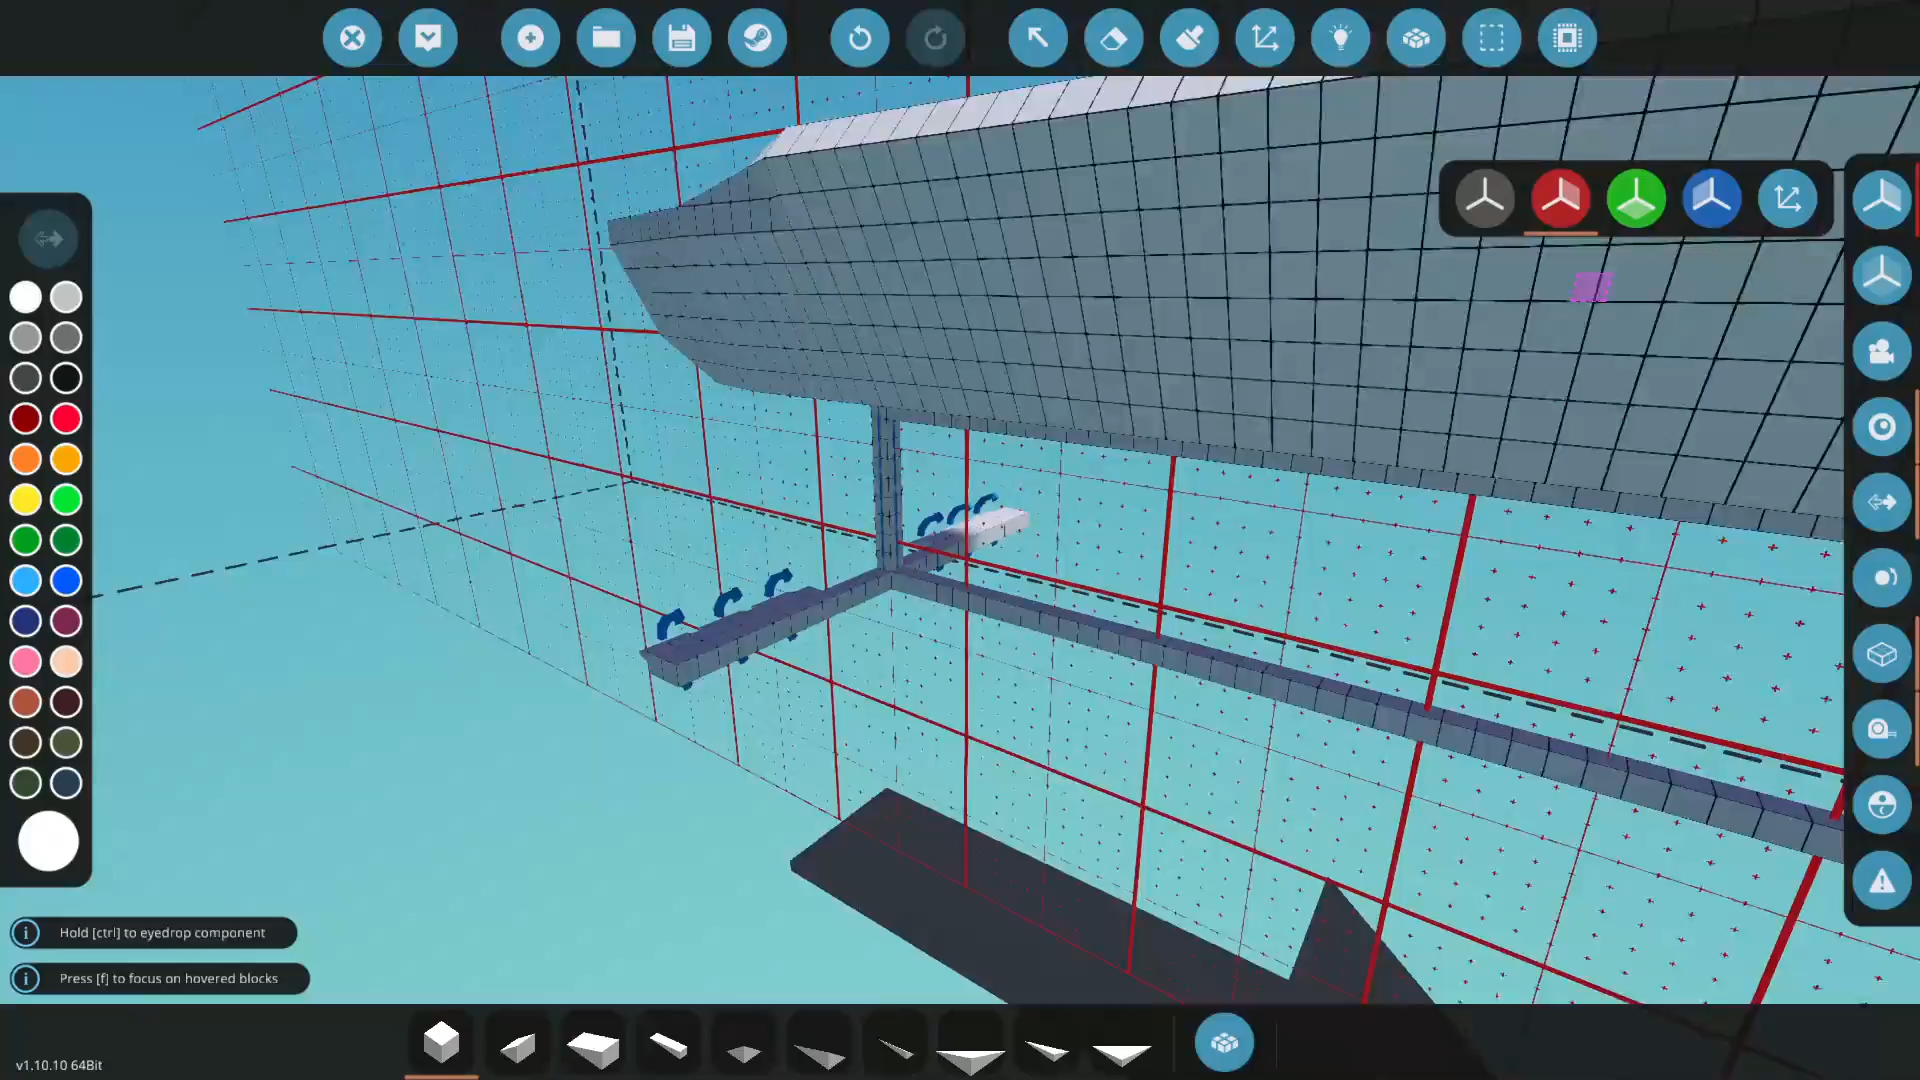 Hold [ctrl] to eyedrop component
Press [f] to focus on hovered blocks
v1.10.10 64Bit